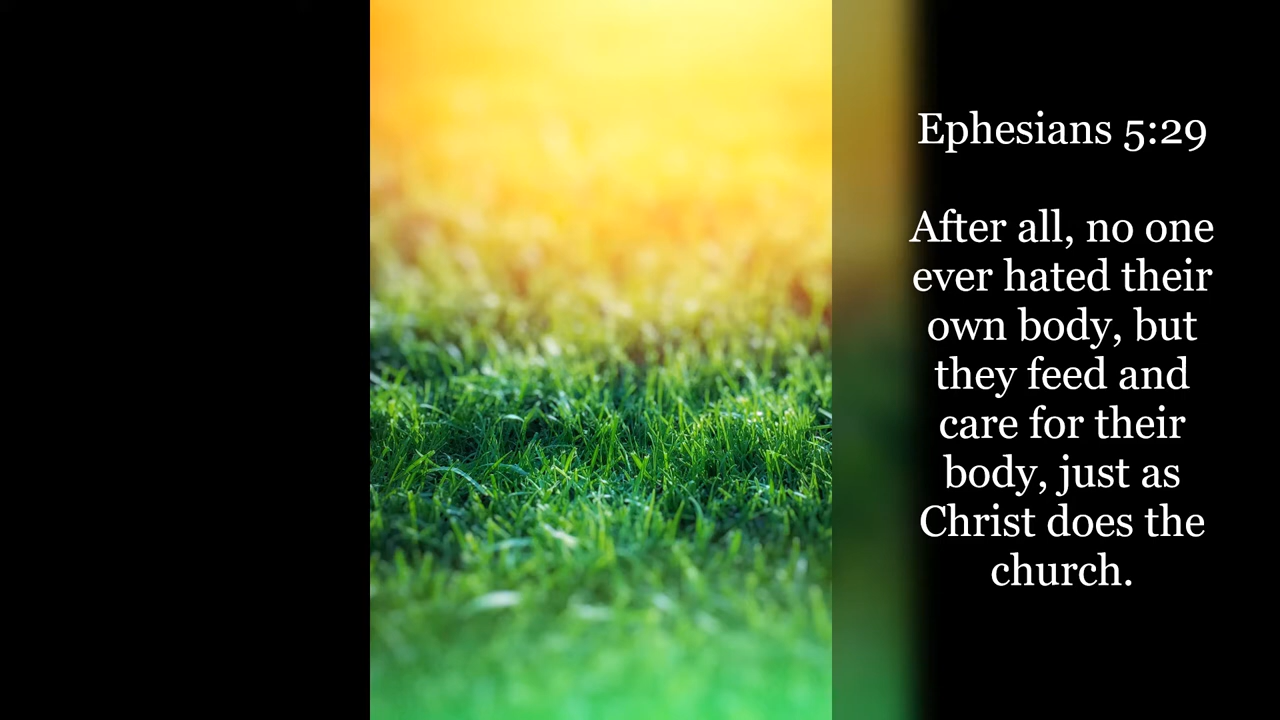 Ephesians 5:29
After all, no one
ever hated their
own body, but
they feed and
care for their
body, just as
Christ does the
church.